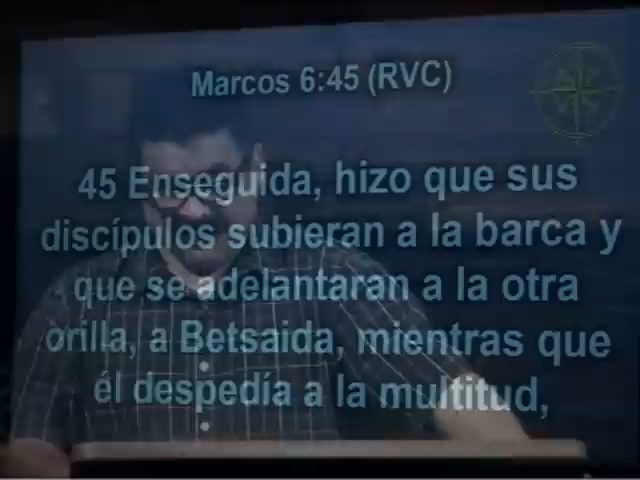 Marcos 6:45 (RVC)
45 Enseguida, hizo que sus
discípulos subieran a la barca y
que se adelantaran a la otra
orilla, a Betsaida, mientras que
él despedía a la multitud,